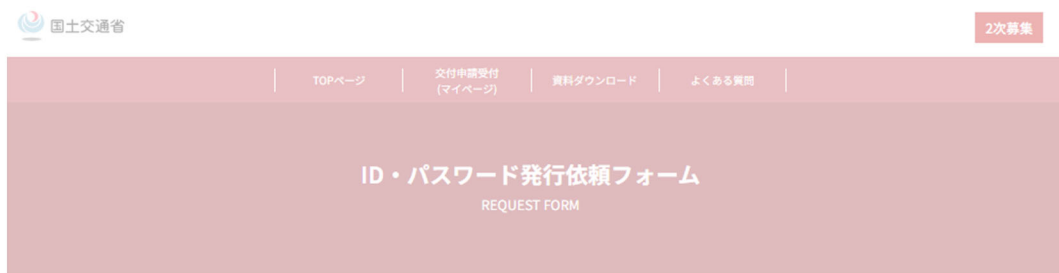 国土交通省
2次募集
TOPページ
交付申請受付
(マイページ)
資料ダウンロード
よくある質問
ID・パスワード発行依頼フォーム
REQUEST FORM